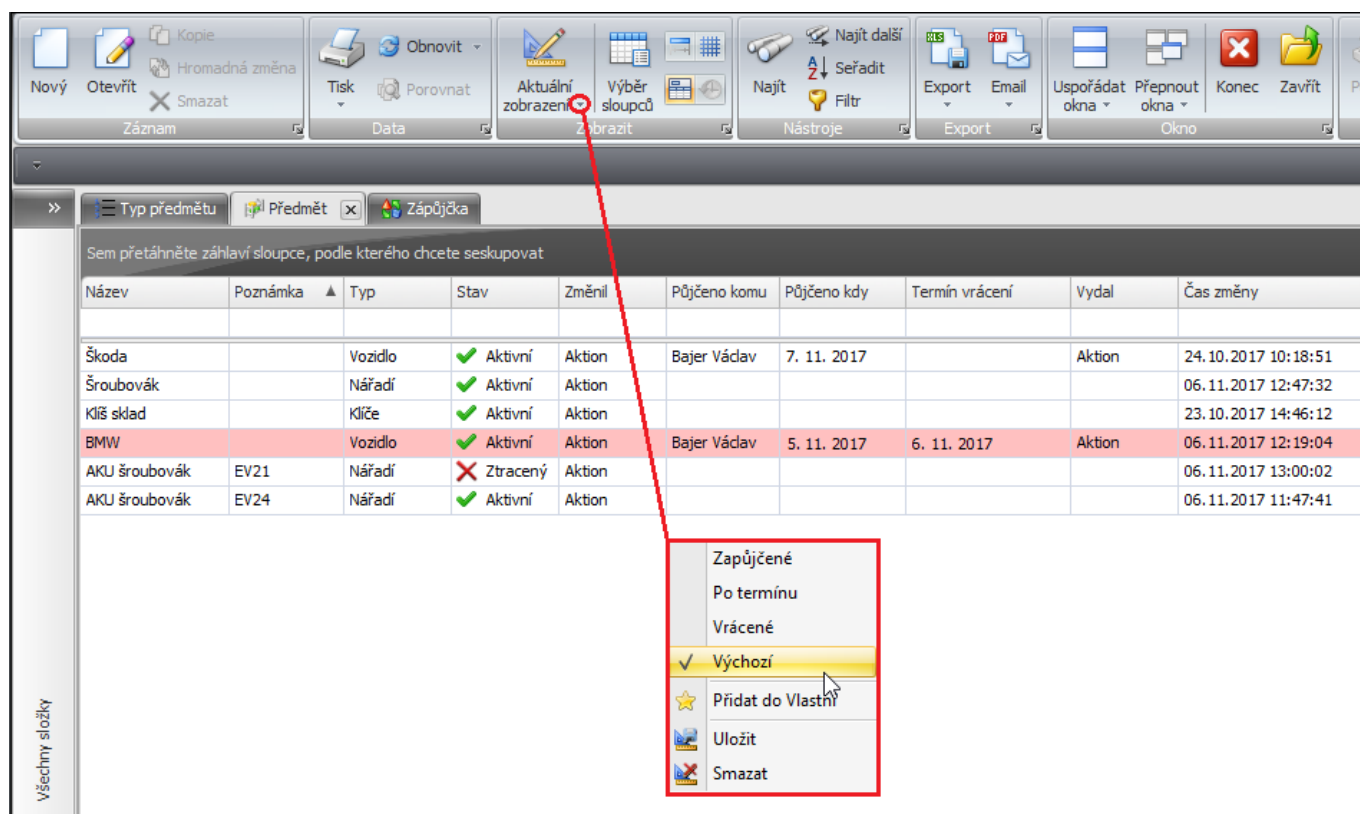 Nový
Otevřít
Kopie
Hromadná změna
Smazat
Záznam
Tisk
Obnovit
Porovnat
Data
Aktuální
zobrazení
Výběr
sloupců
Zobrazit
Najít
Najít další
Seřadit
Filtr
Nástroje
XLS
Export
PDF
Email
Export
Uspořádat
okna
Přepnout
okna
Konec
Zavřít
Okno
Typ předmětu
Předmět
Zápůjčka
Sem přetáhněte záhlaví sloupce, podle kterého chcete seskupovat
Název Poznámka Typ Stav Změnil Půjčeno komu Půjčeno kdy Termín vrácení Vydal Čas změny
Škoda Vozidlo Aktivní Aktion Bajer Václav 7. 11. 2017 Aktion 24.10.2017 10:18:51
Šroubovák Nářadí Aktivní Aktion 06.11.2017 12:47:32
Klíš sklad Klíče Aktivní Aktion 23.10.2017 14:46:12
BMW Vozidlo Aktivní Aktion Bajer Václav 5. 11. 2017 6. 11. 2017 Aktion 06.11.2017 12:19:04
AKU šroubovák EV21 Nářadí Ztracený Aktion 06.11.2017 13:00:02
AKU šroubovák EV24 Nářadí Aktivní Aktion 06.11.2017 11:47:41
Zapůjčené
Po termínu
Vrácené
Výchozí
Přidat do Vlastní
Uložit
Smazat
Všechny složky